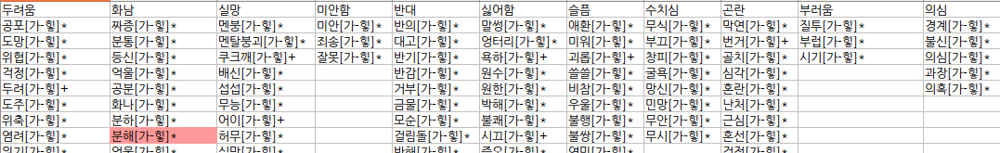 두려움 화남 실망 미안함 반대 싫어함 슬픔 수치심 곤란 부러움 의심
공포[가-힣]* 짜증[가-힣]* 멘붕[가-힣]* 미안[가-힣]* 반의[가-힣]* 말썽[가-힣]* 애환[가-힣]* 무식[가-힣]* 막연[가-힣]* 질투[가-힣]* 경계[가-힣]*
도망[가-힣]* 분통[가-힣]* 멘탈붕괴[가-힣]* 죄송[가-힣]* 대고[가-힣]* 엉터리[가-힣]* 미워[가-힣]* 부끄[가-힣]* 번거[가-힣]+ 부럽[가-힣]* 불신[가-힣]*
위협[가-힣]* 등신[가-힣]* 쿠크깨[가-힣]+ 잘못[가-힣]* 반기[가-힣]* 욕하[가-힣]+ 괴롭[가-힣]+ 창피[가-힣]* 골치[가-힣]* 시기[가-힣]* 의심[가-힣]*
걱정[가-힣]* 억울[가-힣]* 배신[가-힣]* 반감[가-힣]* 원수[가-힣]* 쓸쓸[가-힣]* 굴욕[가-힣]* 심각[가-힣]* 과장[가-힣]*
두려[가-힣]+ 공분[가-힣]* 섭섭[가-힣]* 거부[가-힣]* 원한[가-힣]* 비참[가-힣]* 망신[가-힣]* 혼란[가-힣]* 의혹[가-힣]*
도주[가-힣]* 화나[가-힣]* 무능[가-힣]* 금물[가-힣]* 박해[가-힣]* 우울[가-힣]* 민망[가-힣]* 난처[가-힣]*
위축[가-힣]* 분하[가-힣]* 어이[가-힣]+ 모순[가-힣]* 불쾌[가-힣]* 불행[가-힣]* 무안[가-힣]* 근심[가-힣]*
염려[가-힣]* 분해[가-힣]* 허무[가-힣]* 걸림돌[가-힣]* 시끄[가-힣]+ 불쌍[가-힣]* 무시[가-힣]* 혼선[가-힣]*